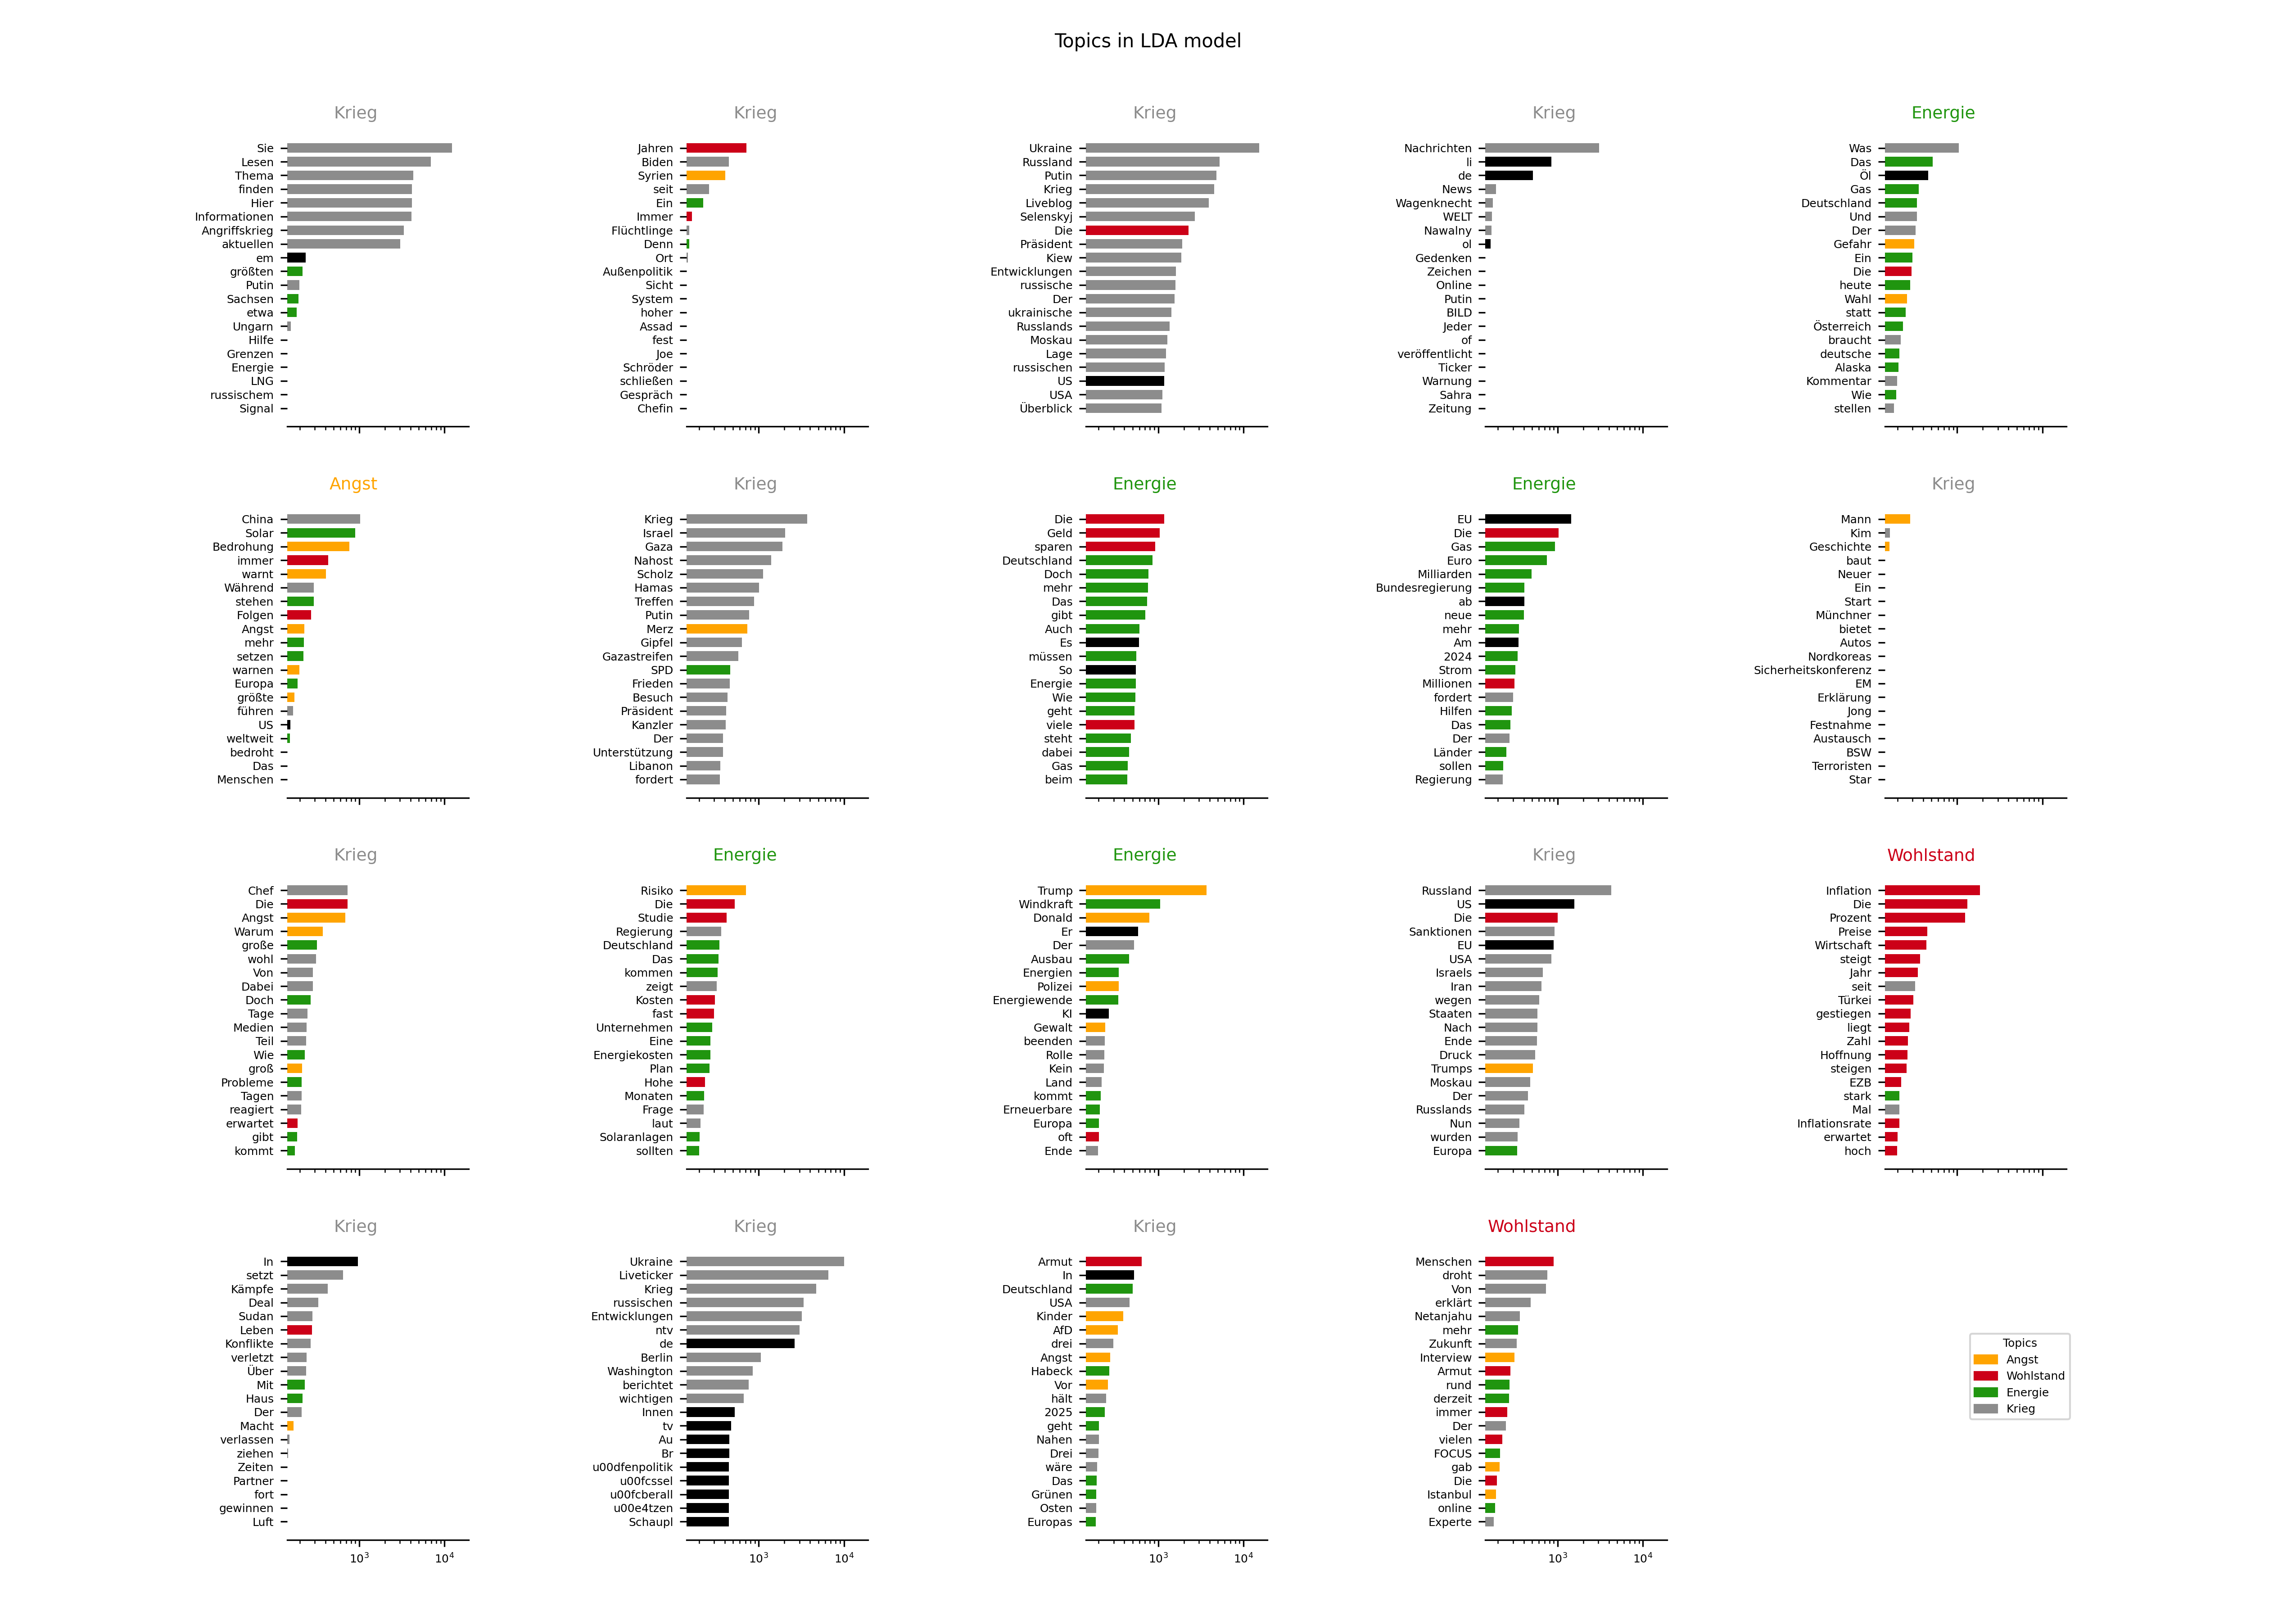 Topics in LDA model
Krieg
Sie
Lesen
Thema
finden
Hier
Informationen
Angriffskrieg
aktuellen
em
größten
Putin
Sachsen
etwa
Ungarn
Hilfe
Grenzen
Energie
LNG
russischem
Signal
Krieg
Jahren
Biden
Syrien
seit
Ein
Immer
Flüchtlinge
Denn
Ort
Außenpolitik
Sicht
System
hoher
Assad
fest
Joe
Schröder
schließen
Gespräch
Chefin
Krieg
Ukraine
Russland
Putin
Krieg
Liveblog
Selenskyj
Die
Präsident
Kiew
Entwicklungen
russische
Der
ukrainische
Russlands
Moskau
Lage
russischen
US
USA
Überblick
Krieg
Nachrichten
li
de
News
Wagenknecht
WELT
Nawalny
ol
Gedenken
Zeichen
Online
Putin
BILD
Jeder
of
veröffentlicht
Ticker
Warnung
Sahra
Zeitung
Energie
Was
Das
Öl
Gas
Deutschland
Und
Der
Gefahr
Ein
Die
heute
Wahl
statt
Österreich
braucht
deutsche
Alaska
Kommentar
Wie
stellen
Angst
China
Solar
Bedrohung
immer
warnt
Während
stehen
Folgen
Angst
mehr
setzen
warnen
Europa
größte
führen
US
weltweit
bedroht
Das
Menschen
Krieg
Krieg
Israel
Gaza
Nahost
Scholz
Hamas
Treffen
Putin
Merz
Gipfel
Gazastreifen
SPD
Frieden
Besuch
Präsident
Kanzler
Der
Unterstützung
Libanon
fordert
Energie
Die
Geld
sparen
Deutschland
Doch
mehr
Das
gibt
Auch
Es
müssen
So
Energie
Wie
geht
viele
steht
dabei
Gas
beim
Energie
EU
Die
Gas
Euro
Milliarden
Bundesregierung
ab
neue
mehr
Am
2024
Strom
Millionen
fordert
Hilfen
Das
Der
Länder
sollen
Regierung
Krieg
Mann
Kim
Geschichte
baut
Neuer
Ein
Start
Münchner
bietet
Autos
Nordkoreas
Sicherheitskonferenz
EM
Erklärung
Jong
Festnahme
Austausch
BSW
Terroristen
Star
Krieg
Chef
Die
Angst
Warum
große
wohl
Von
Dabei
Doch
Tage
Medien
Teil
Wie
groß
Probleme
Tagen
reagiert
erwartet
gibt
kommt
Energie
Risiko
Die
Studie
Regierung
Deutschland
Das
kommen
zeigt
Kosten
fast
Unternehmen
Eine
Energiekosten
Plan
Hohe
Monaten
Frage
laut
Solaranlagen
sollten
Energie
Trump
Windkraft
Donald
Er
Der
Ausbau
Energien
Polizei
Energiewende
KI
Gewalt
beenden
Rolle
Kein
Land
kommt
Erneuerbare
Europa
oft
Ende
Krieg
Russland
US
Die
Sanktionen
EU
USA
Israels
Iran
wegen
Staaten
Nach
Ende
Druck
Trumps
Moskau
Der
Russlands
Nun
wurden
Europa
Wohlstand
Inflation
Die
Prozent
Preise
Wirtschaft
steigt
Jahr
seit
Türkei
gestiegen
liegt
Zahl
Hoffnung
steigen
EZB
stark
Mal
Inflationsrate
erwartet
hoch
Krieg
In
setzt
Kämpfe
Deal
Sudan
Leben
Konflikte
verletzt
Über
Mit
Haus
Der
Macht
verlassen
ziehen
Zeiten
Partner
fort
gewinnen
Luft
10³ 10⁴
Krieg
Ukraine
Liveticker
Krieg
russischen
Entwicklungen
ntv
de
Berlin
Washington
berichtet
wichtigen
Innen
tv
Au
Br
u00dfenpolitik
u00fcssel
u00fcberall
u00e4tzen
Schaupl
10³ 10⁴
Krieg
Armut
In
Deutschland
USA
Kinder
AfD
drei
Angst
Habeck
Vor
hält
2025
geht
Nahen
Drei
wäre
Das
Grünen
Osten
Europas
10³ 10⁴
Wohlstand
Menschen
droht
Von
erklärt
Netanjahu
mehr
Zukunft
Interview
Armut
rund
derzeit
immer
Der
vielen
FOCUS
gab
Die
Istanbul
online
Experte
10³ 10⁴
Topics
Angst
Wohlstand
Energie
Krieg